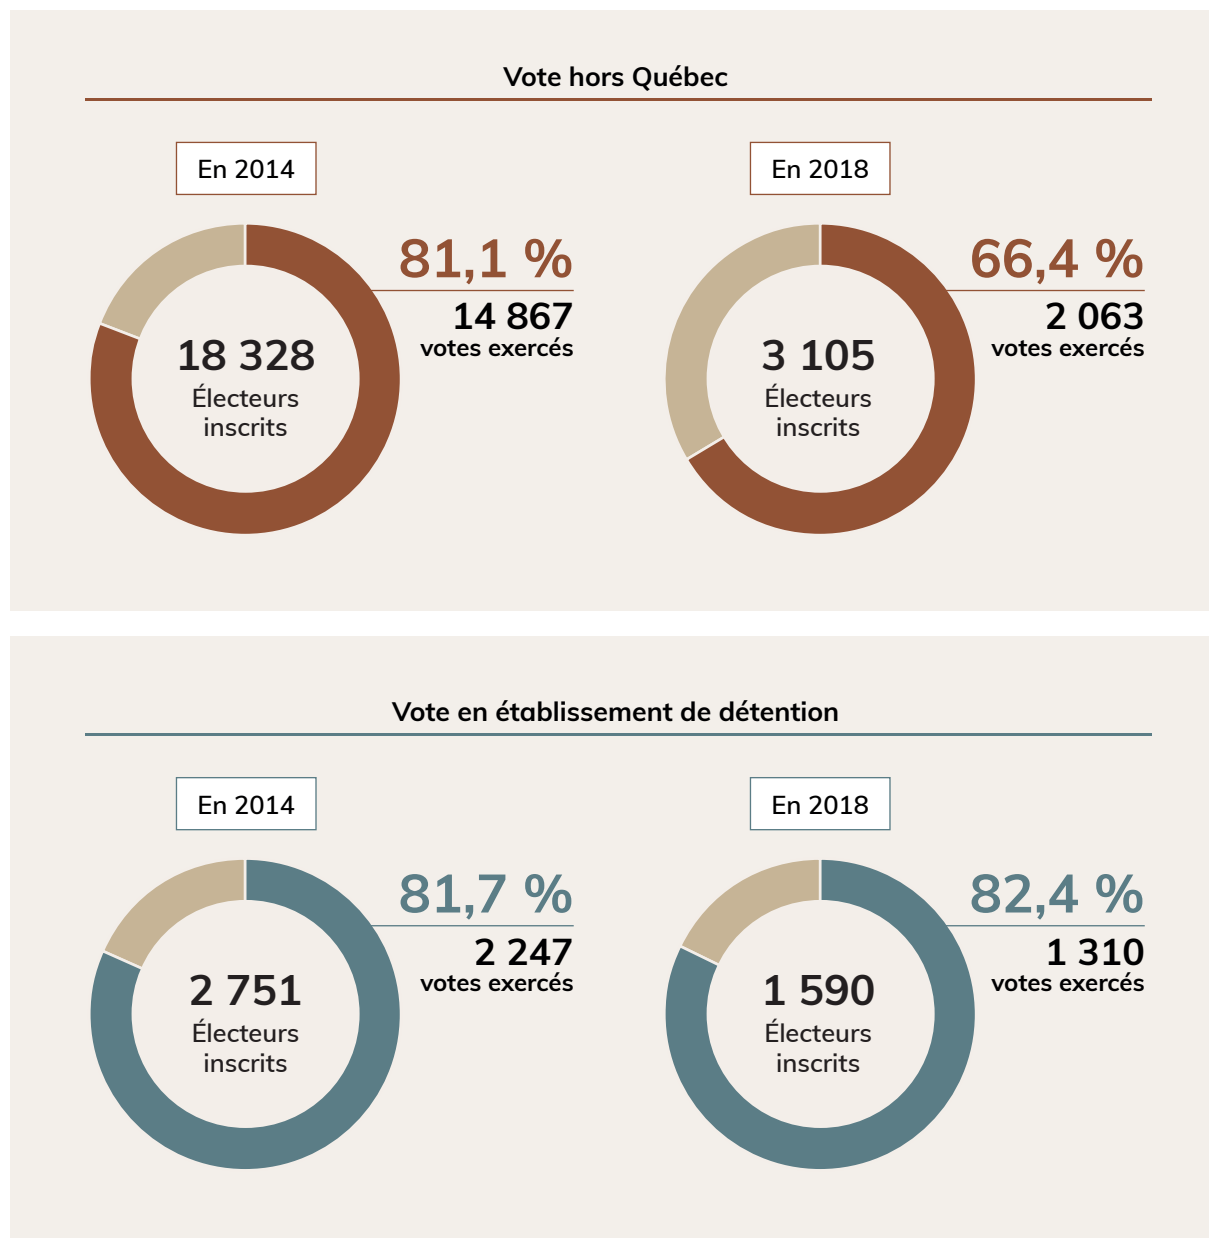 Vote hors Québec
En 2014
81,1 %
14 867
votes exercés
18 328
Électeurs
inscrits
En 2018
66,4 %
2 063
votes exercés
3 105
Électeurs
inscrits
Vote en établissement de détention
En 2014
81,7 %
2 247
votes exercés
2 751
Électeurs
inscrits
En 2018
82,4 %
1 310
votes exercés
1 590
Électeurs
inscrits